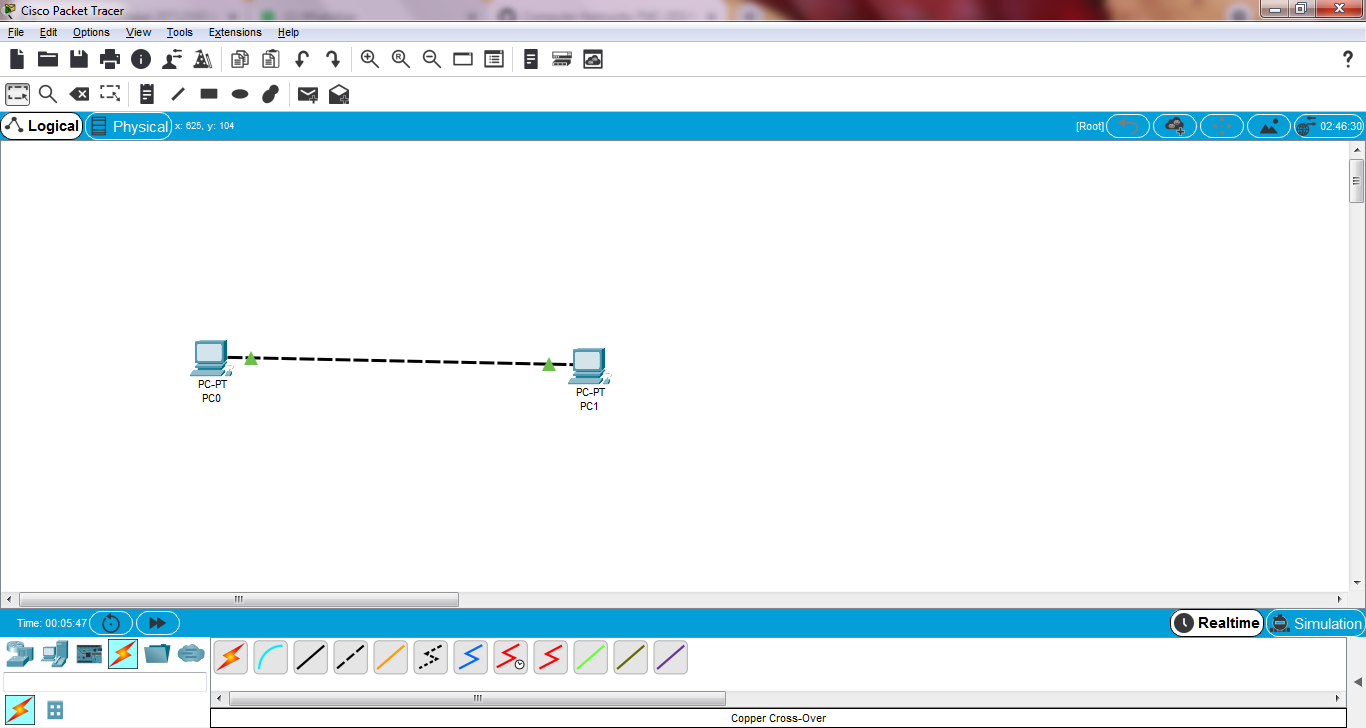 Cisco Packet Tracer
File Edit Options View Tools Extensions Help
Logical Physical x: 625, y: 104 [Root] 02:46:30
PC-PT
PC0
PC-PT
PC1
Time: 00:05:47 Realtime Simulation
Copper Cross-Over